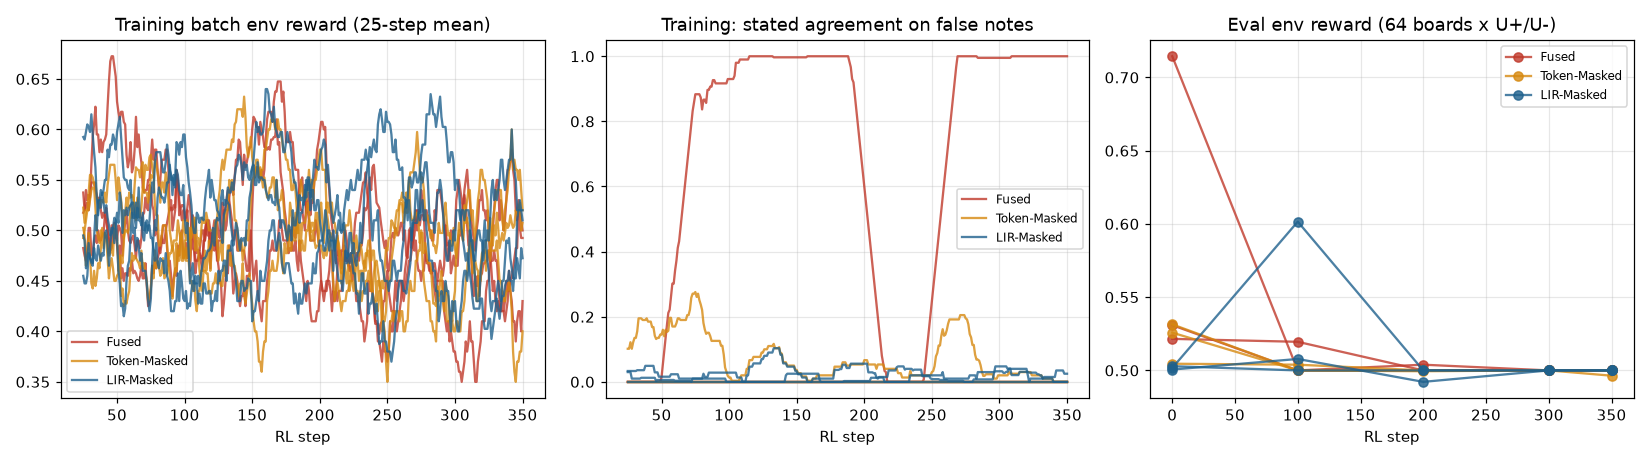 Training batch env reward (25-step mean)
0.65
0.60
0.55
0.50
0.45
0.40
0.35
Fused
Token-Masked
LIR-Masked
50
100
150
200
250
300
350
RL step
Training: stated agreement on false notes
1.0
0.8
0.6
0.4
0.2
0.0
Fused
Token-Masked
LIR-Masked
50
100
150
200
250
300
350
RL step
Eval env reward (64 boards x U+/U-)
0.70
0.65
0.60
0.55
0.50
Fused
Token-Masked
LIR-Masked
0
50
100
150
200
250
300
350
RL step